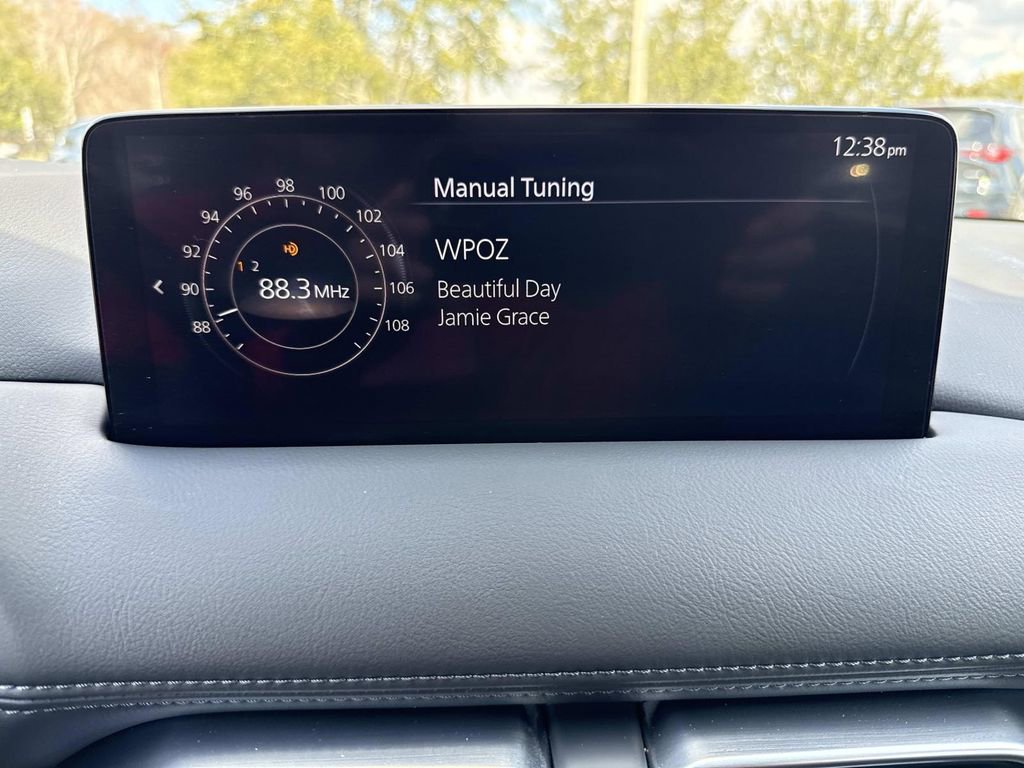 12:38pm
Manual Tuning
WPOZ
Beautiful Day
Jamie Grace
HD
1 2
88.3 MHz
88
90
92
94
96
98
100
102
104
106
108